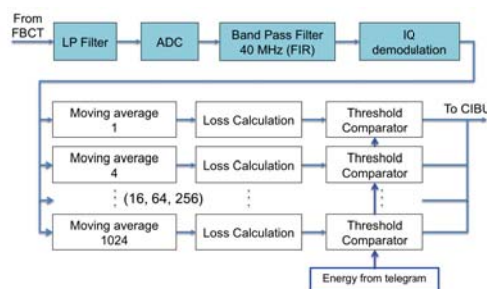 From
FBCT
LP Filter
ADC
Band Pass Filter
40 MHz (FIR)
IQ
demodulation
Moving average
1
Loss Calculation
Threshold
Comparator
To CIBU
Moving average
4
Loss Calculation
Threshold
Comparator
(16, 64, 256)
Moving average
1024
Loss Calculation
Threshold
Comparator
Energy from telegram